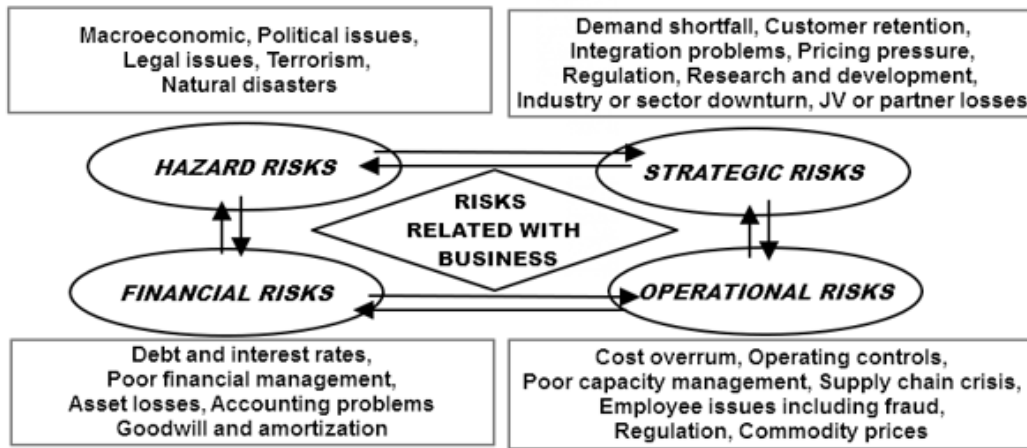 Macroeconomic, Political issues,
Legal issues, Terrorism,
Natural disasters
Demand shortfall, Customer retention,
Integration problems, Pricing pressure,
Regulation, Research and development,
Industry or sector downturn, JV or partner losses
HAZARD RISKS
STRATEGIC RISKS
RISKS
RELATED WITH
BUSINESS
FINANCIAL RISKS
OPERATIONAL RISKS
Debt and interest rates,
Poor financial management,
Asset losses, Accounting problems
Goodwill and amortization
Cost overrum, Operating controls,
Poor capacity management, Supply chain crisis,
Employee issues including fraud,
Regulation, Commodity prices